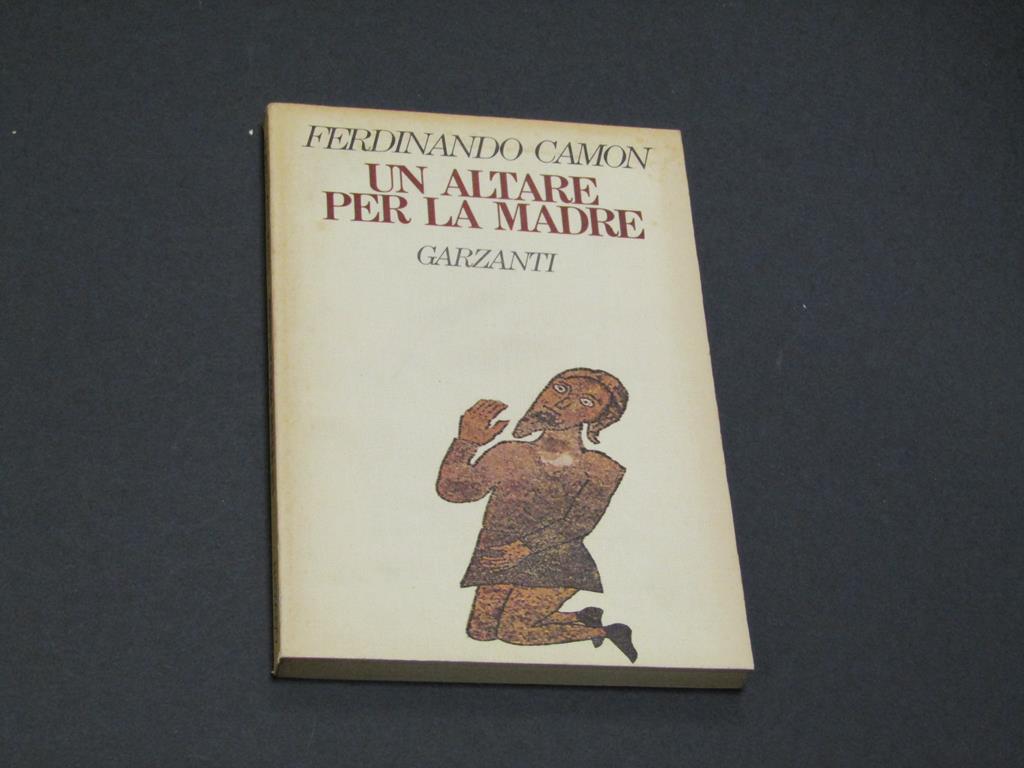 FERDINANDO CAMON
UN ALTARE
PER LA MADRE
GARZANTI